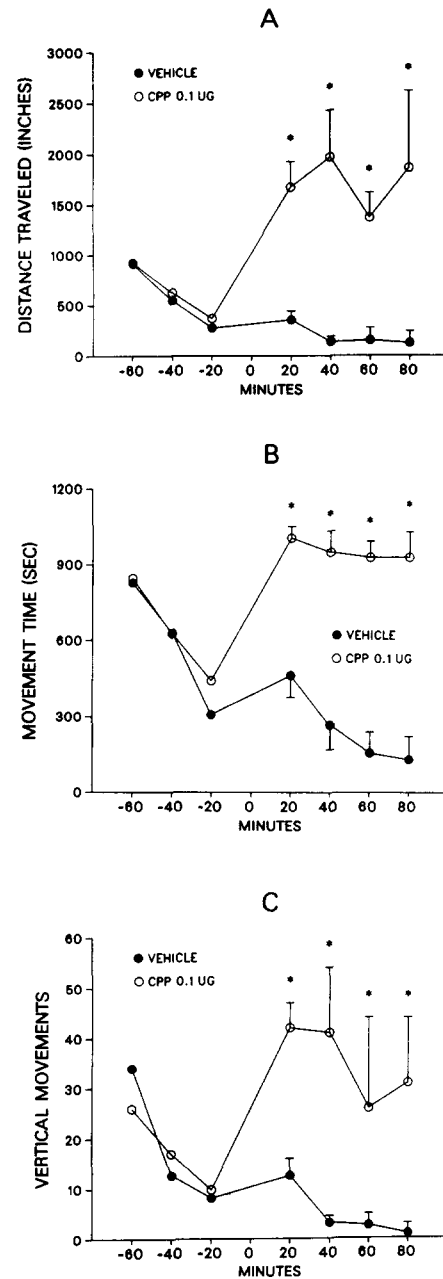 A
3000
2500
2000
1500
1000
500
0
DISTANCE TRAVELED (INCHES)
● VEHICLE
○ CPP 0.1 UG
* * * *
-60 -40 -20 0 20 40 60 80
MINUTES
B
1200
900
600
300
0
MOVEMENT TIME (SEC)
* * * *
● VEHICLE
○ CPP 0.1 UG
-60 -40 -20 0 20 40 60 80
MINUTES
C
60
50
40
30
20
10
0
VERTICAL MOVEMENTS
● VEHICLE
○ CPP 0.1 UG
* * * *
-60 -40 -20 0 20 40 60 80
MINUTES